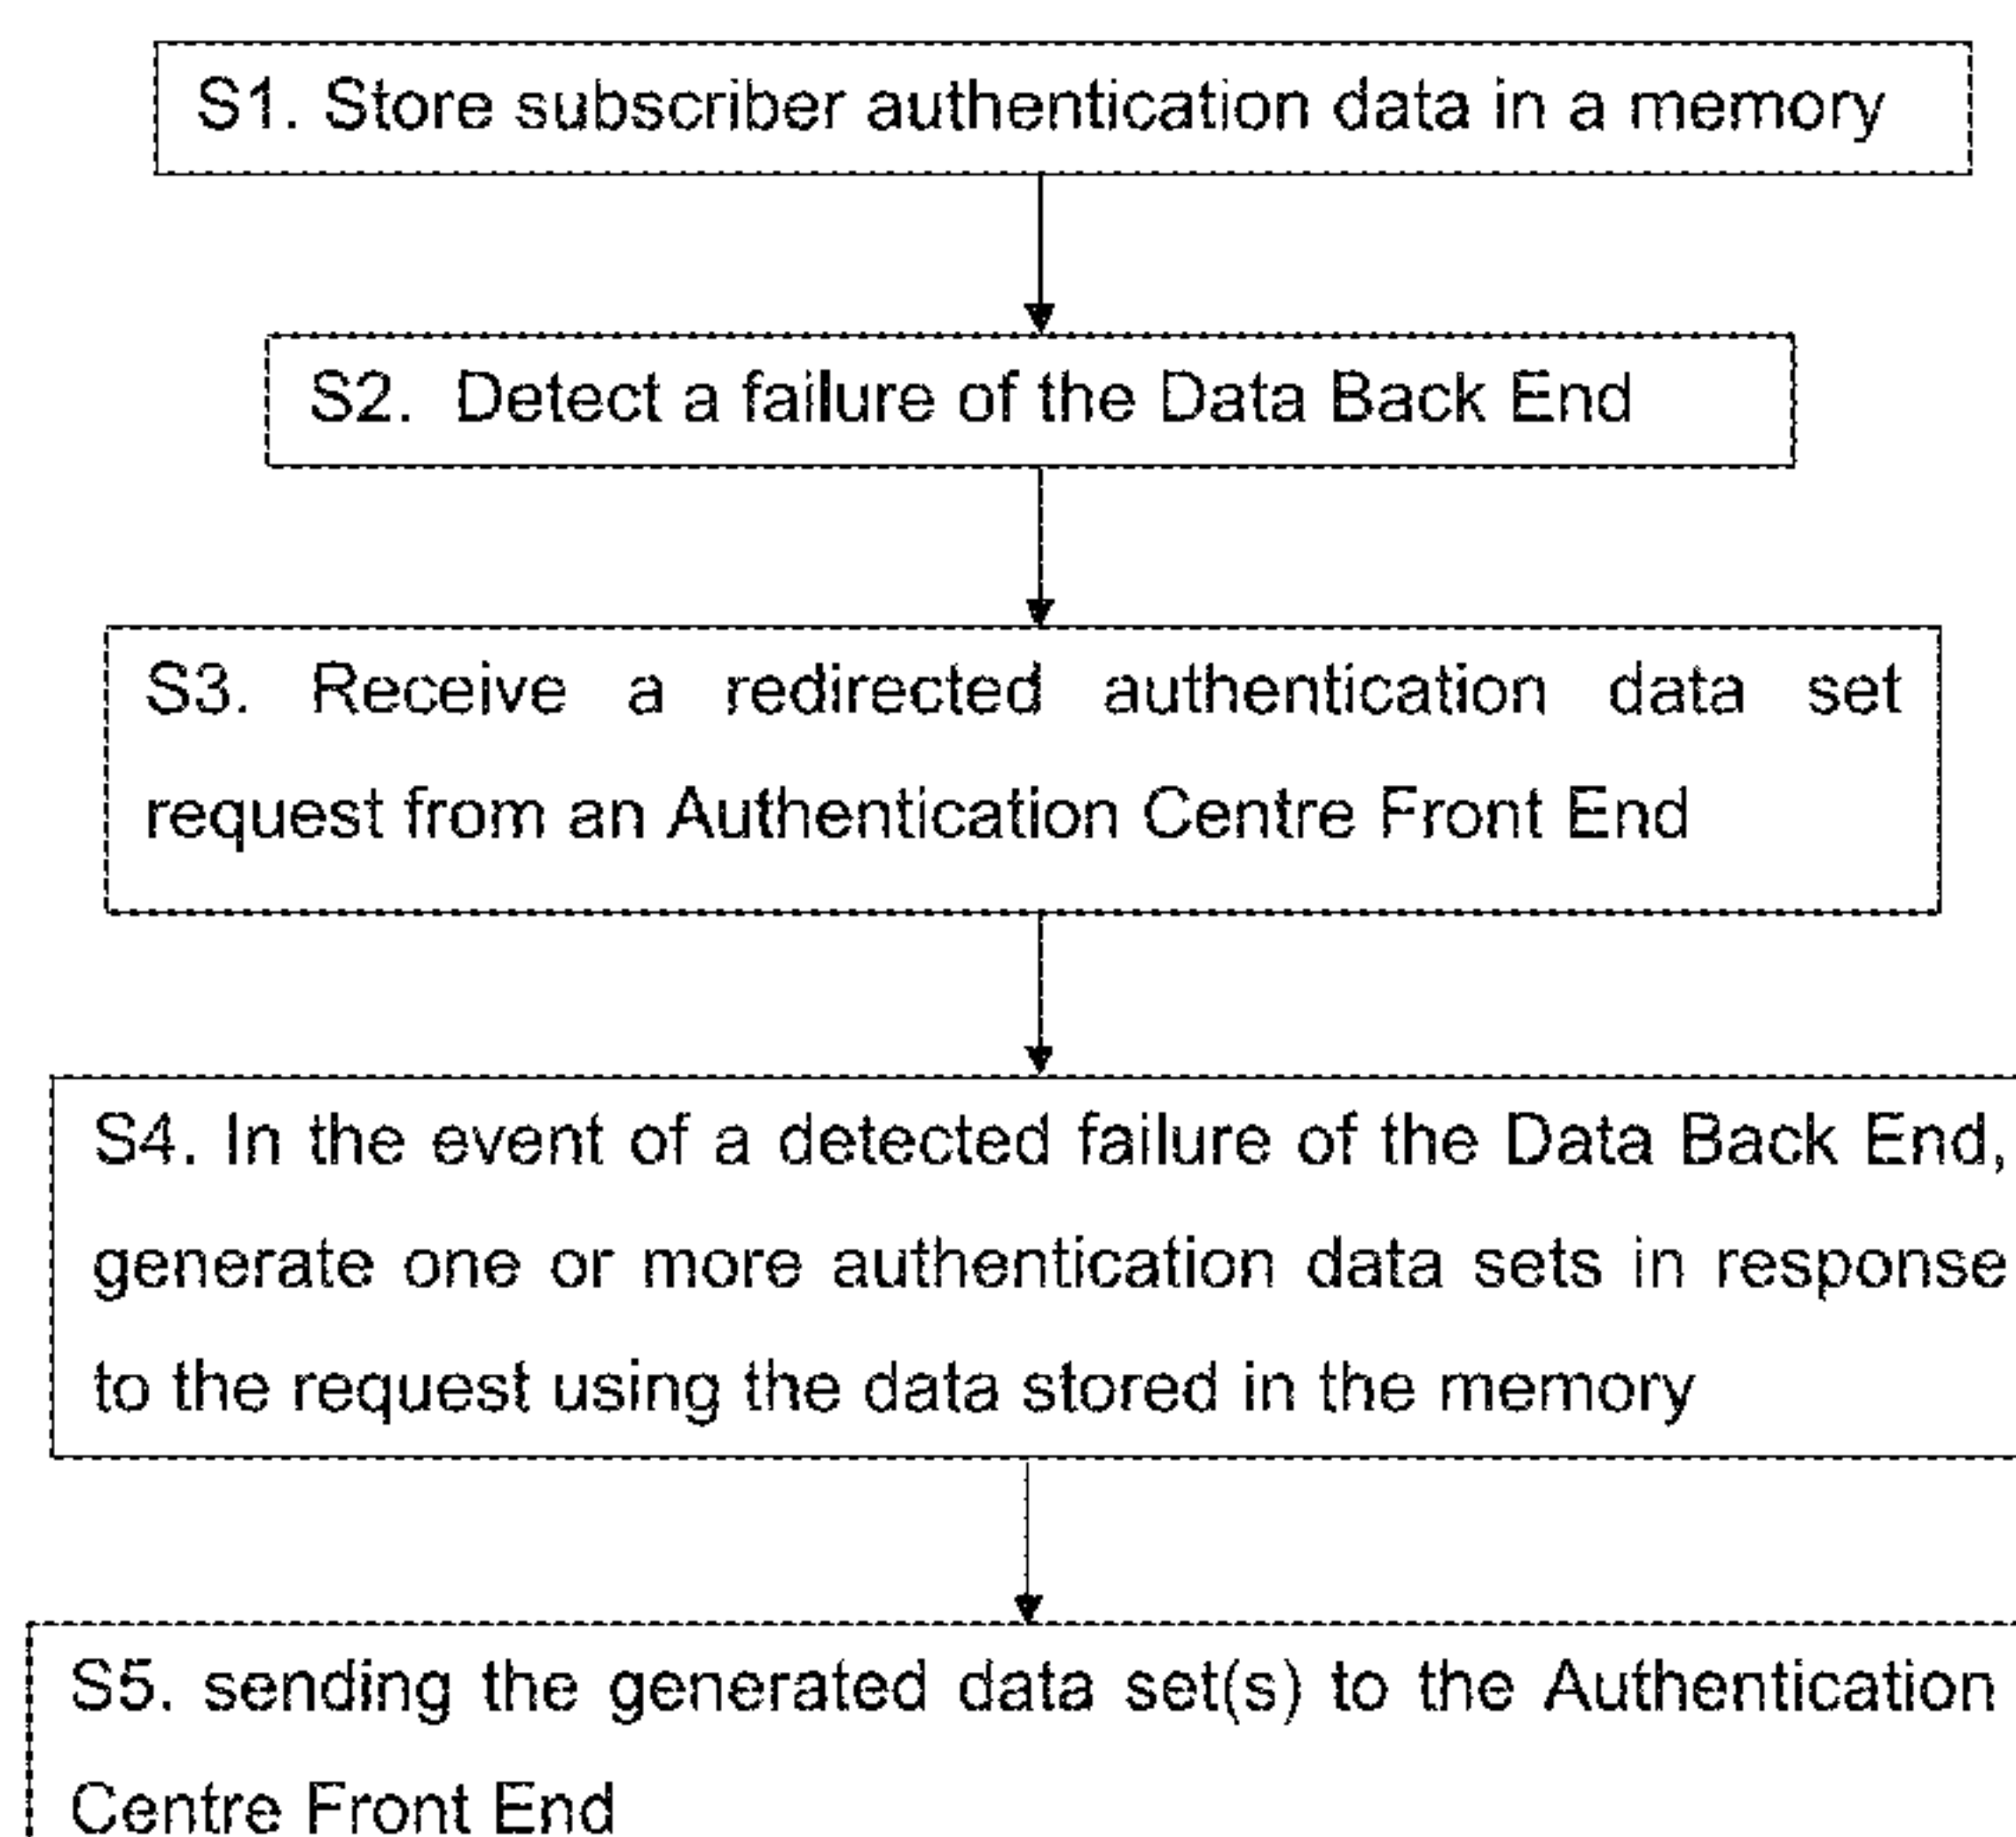 S1. Store subscriber authentication data in a memory
S2. Detect a failure of the Data Back End
S3. Receive a redirected authentication data set
request from an Authentication Centre Front End
S4. In the event of a detected failure of the Data Back End,
generate one or more authentication data sets in response
to the request using the data stored in the memory
S5. sending the generated data set(s) to the Authentication
Centre Front End